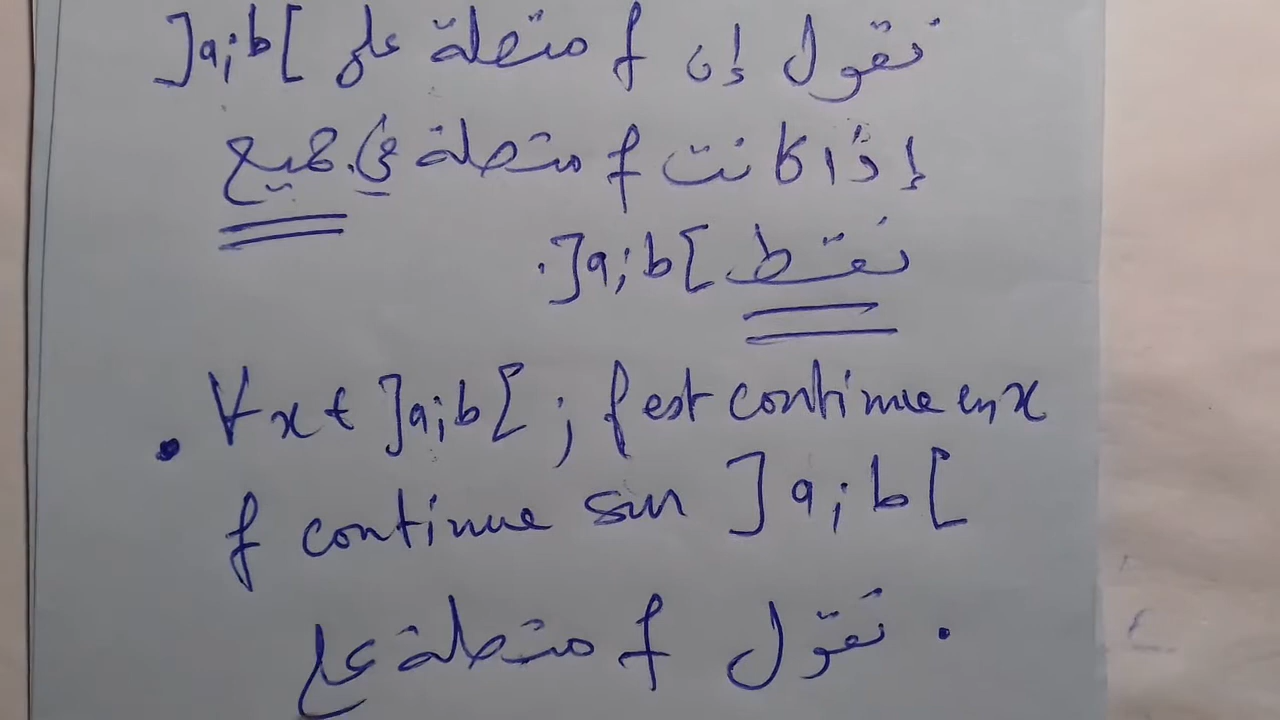 نقول إن f متصلة على ]a;b[
إذا كانت f متصلة في جميع
نقط ]a;b[.
• ∀x ∈ ]a;b[ ; f est continue en x
f continue sur ]a;b[
• نقول f متصلة على